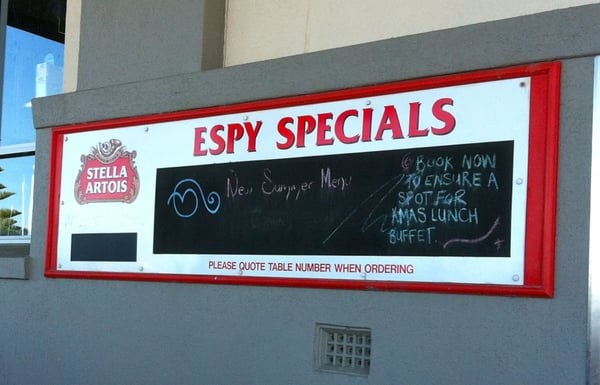 ESPY SPECIALS
STELLA
ARTOIS
New Summer Menu
BOOK NOW
TO ENSURE A
SPOT FOR
XMAS LUNCH
BUFFET.
PLEASE QUOTE TABLE NUMBER WHEN ORDERING